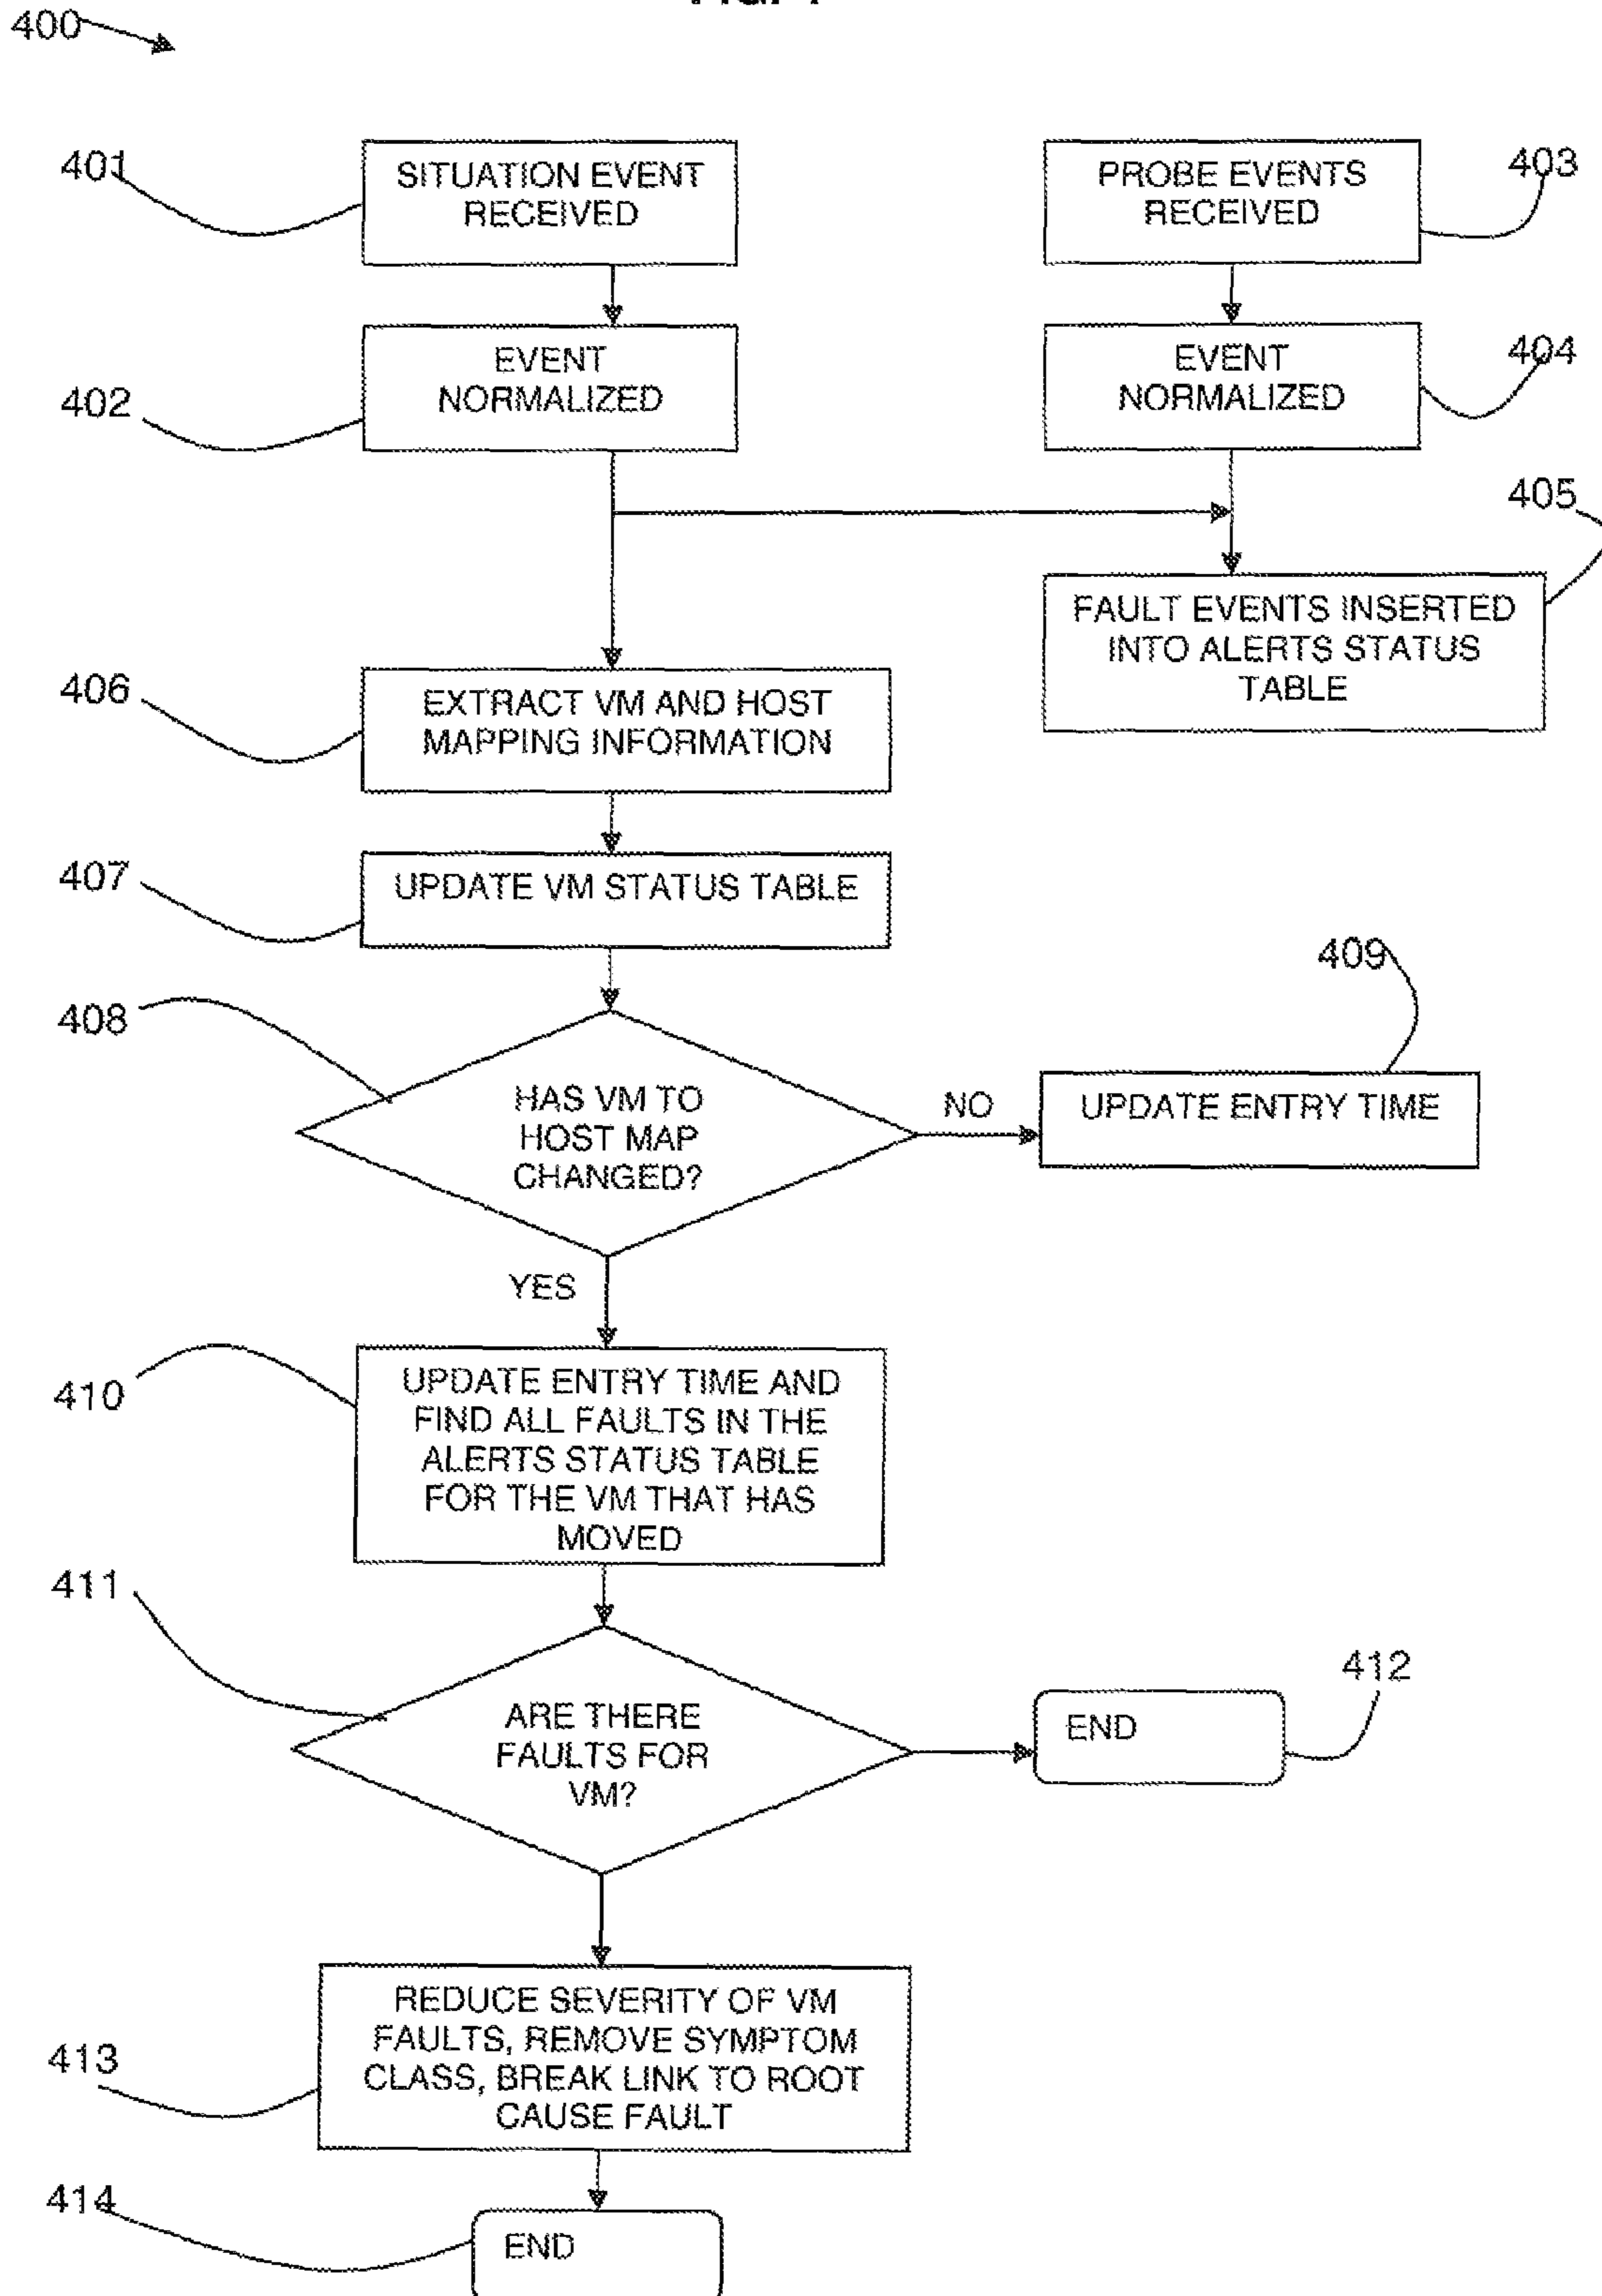 400
401
SITUATION EVENT
RECEIVED
PROBE EVENTS
RECEIVED
403
402
EVENT
NORMALIZED
EVENT
NORMALIZED
404
405
FAULT EVENTS INSERTED
INTO ALERTS STATUS
TABLE
406
EXTRACT VM AND HOST
MAPPING INFORMATION
407
UPDATE VM STATUS TABLE
408
HAS VM TO
HOST MAP
CHANGED?
NO
409
UPDATE ENTRY TIME
YES
410
UPDATE ENTRY TIME AND
FIND ALL FAULTS IN THE
ALERTS STATUS TABLE
FOR THE VM THAT HAS
MOVED
411
ARE THERE
FAULTS FOR
VM?
412
END
413
REDUCE SEVERITY OF VM
FAULTS, REMOVE SYMPTOM
CLASS, BREAK LINK TO ROOT
CAUSE FAULT
414
END